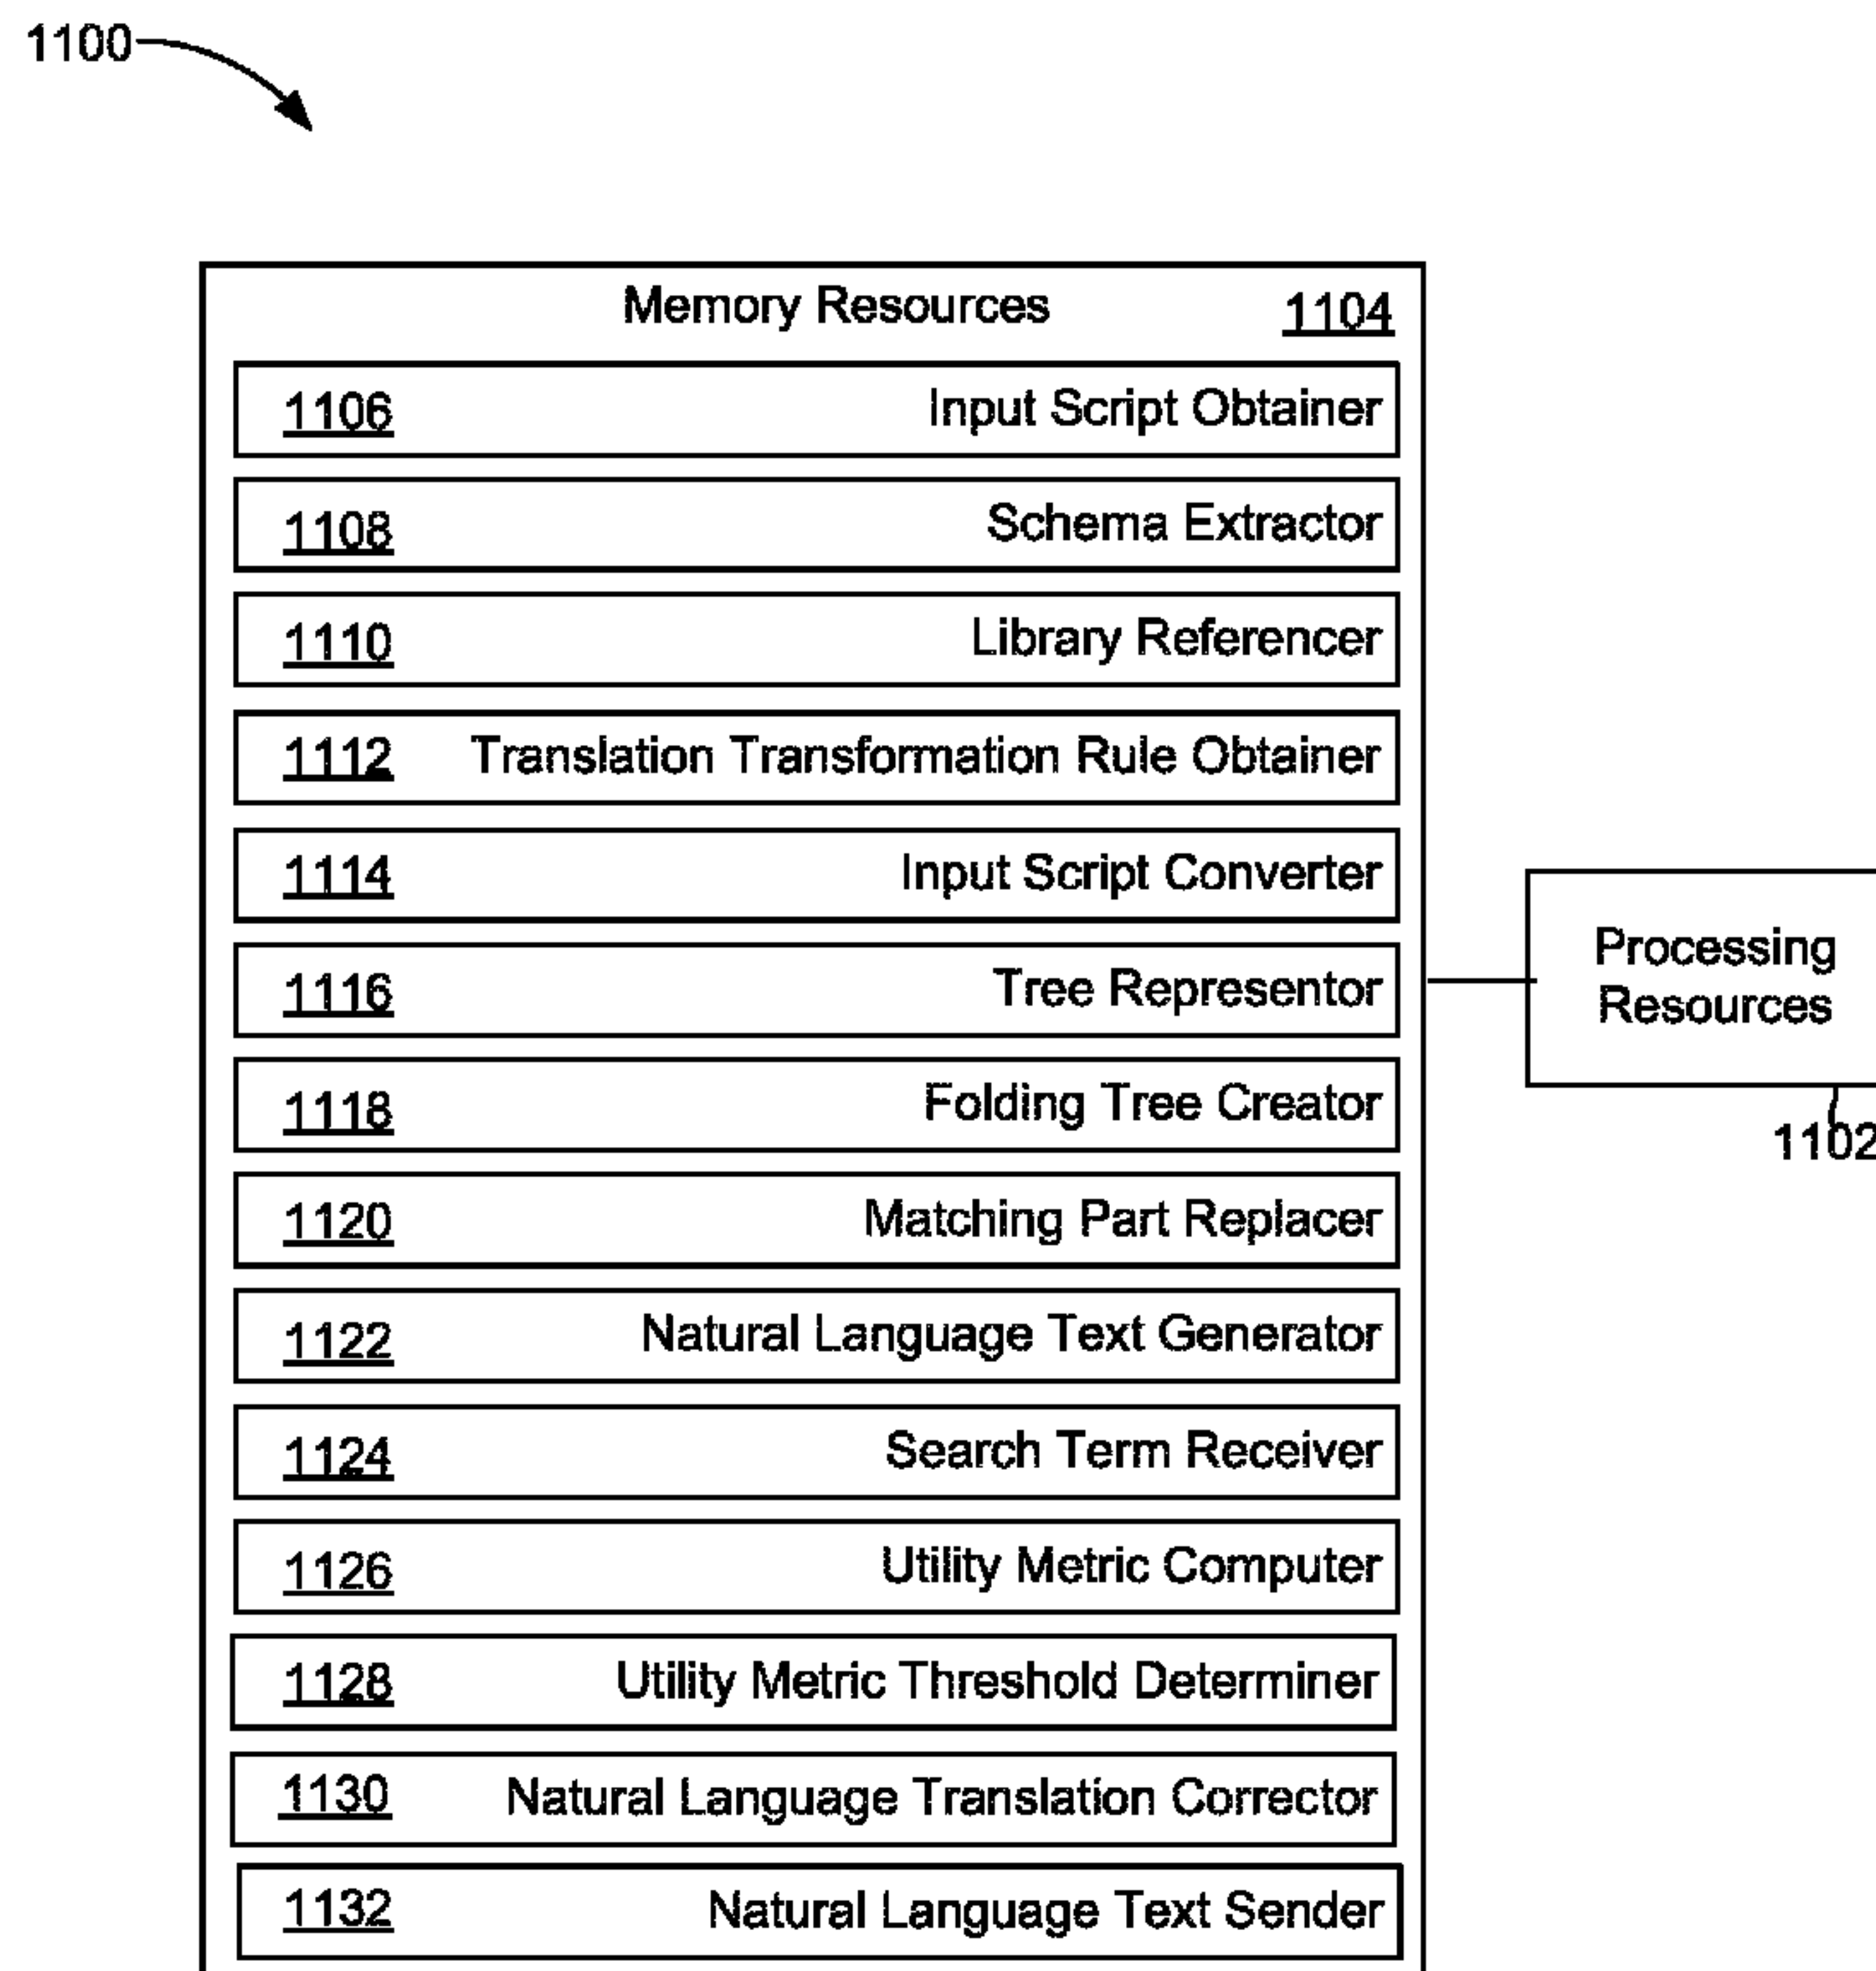 1100
Memory Resources 1104
1106 Input Script Obtainer
1108 Schema Extractor
1110 Library Referencer
1112 Translation Transformation Rule Obtainer
1114 Input Script Converter
1116 Tree Representor
1118 Folding Tree Creator
1120 Matching Part Replacer
1122 Natural Language Text Generator
1124 Search Term Receiver
1126 Utility Metric Computer
1128 Utility Metric Threshold Determiner
1130 Natural Language Translation Corrector
1132 Natural Language Text Sender
Processing
Resources
1102